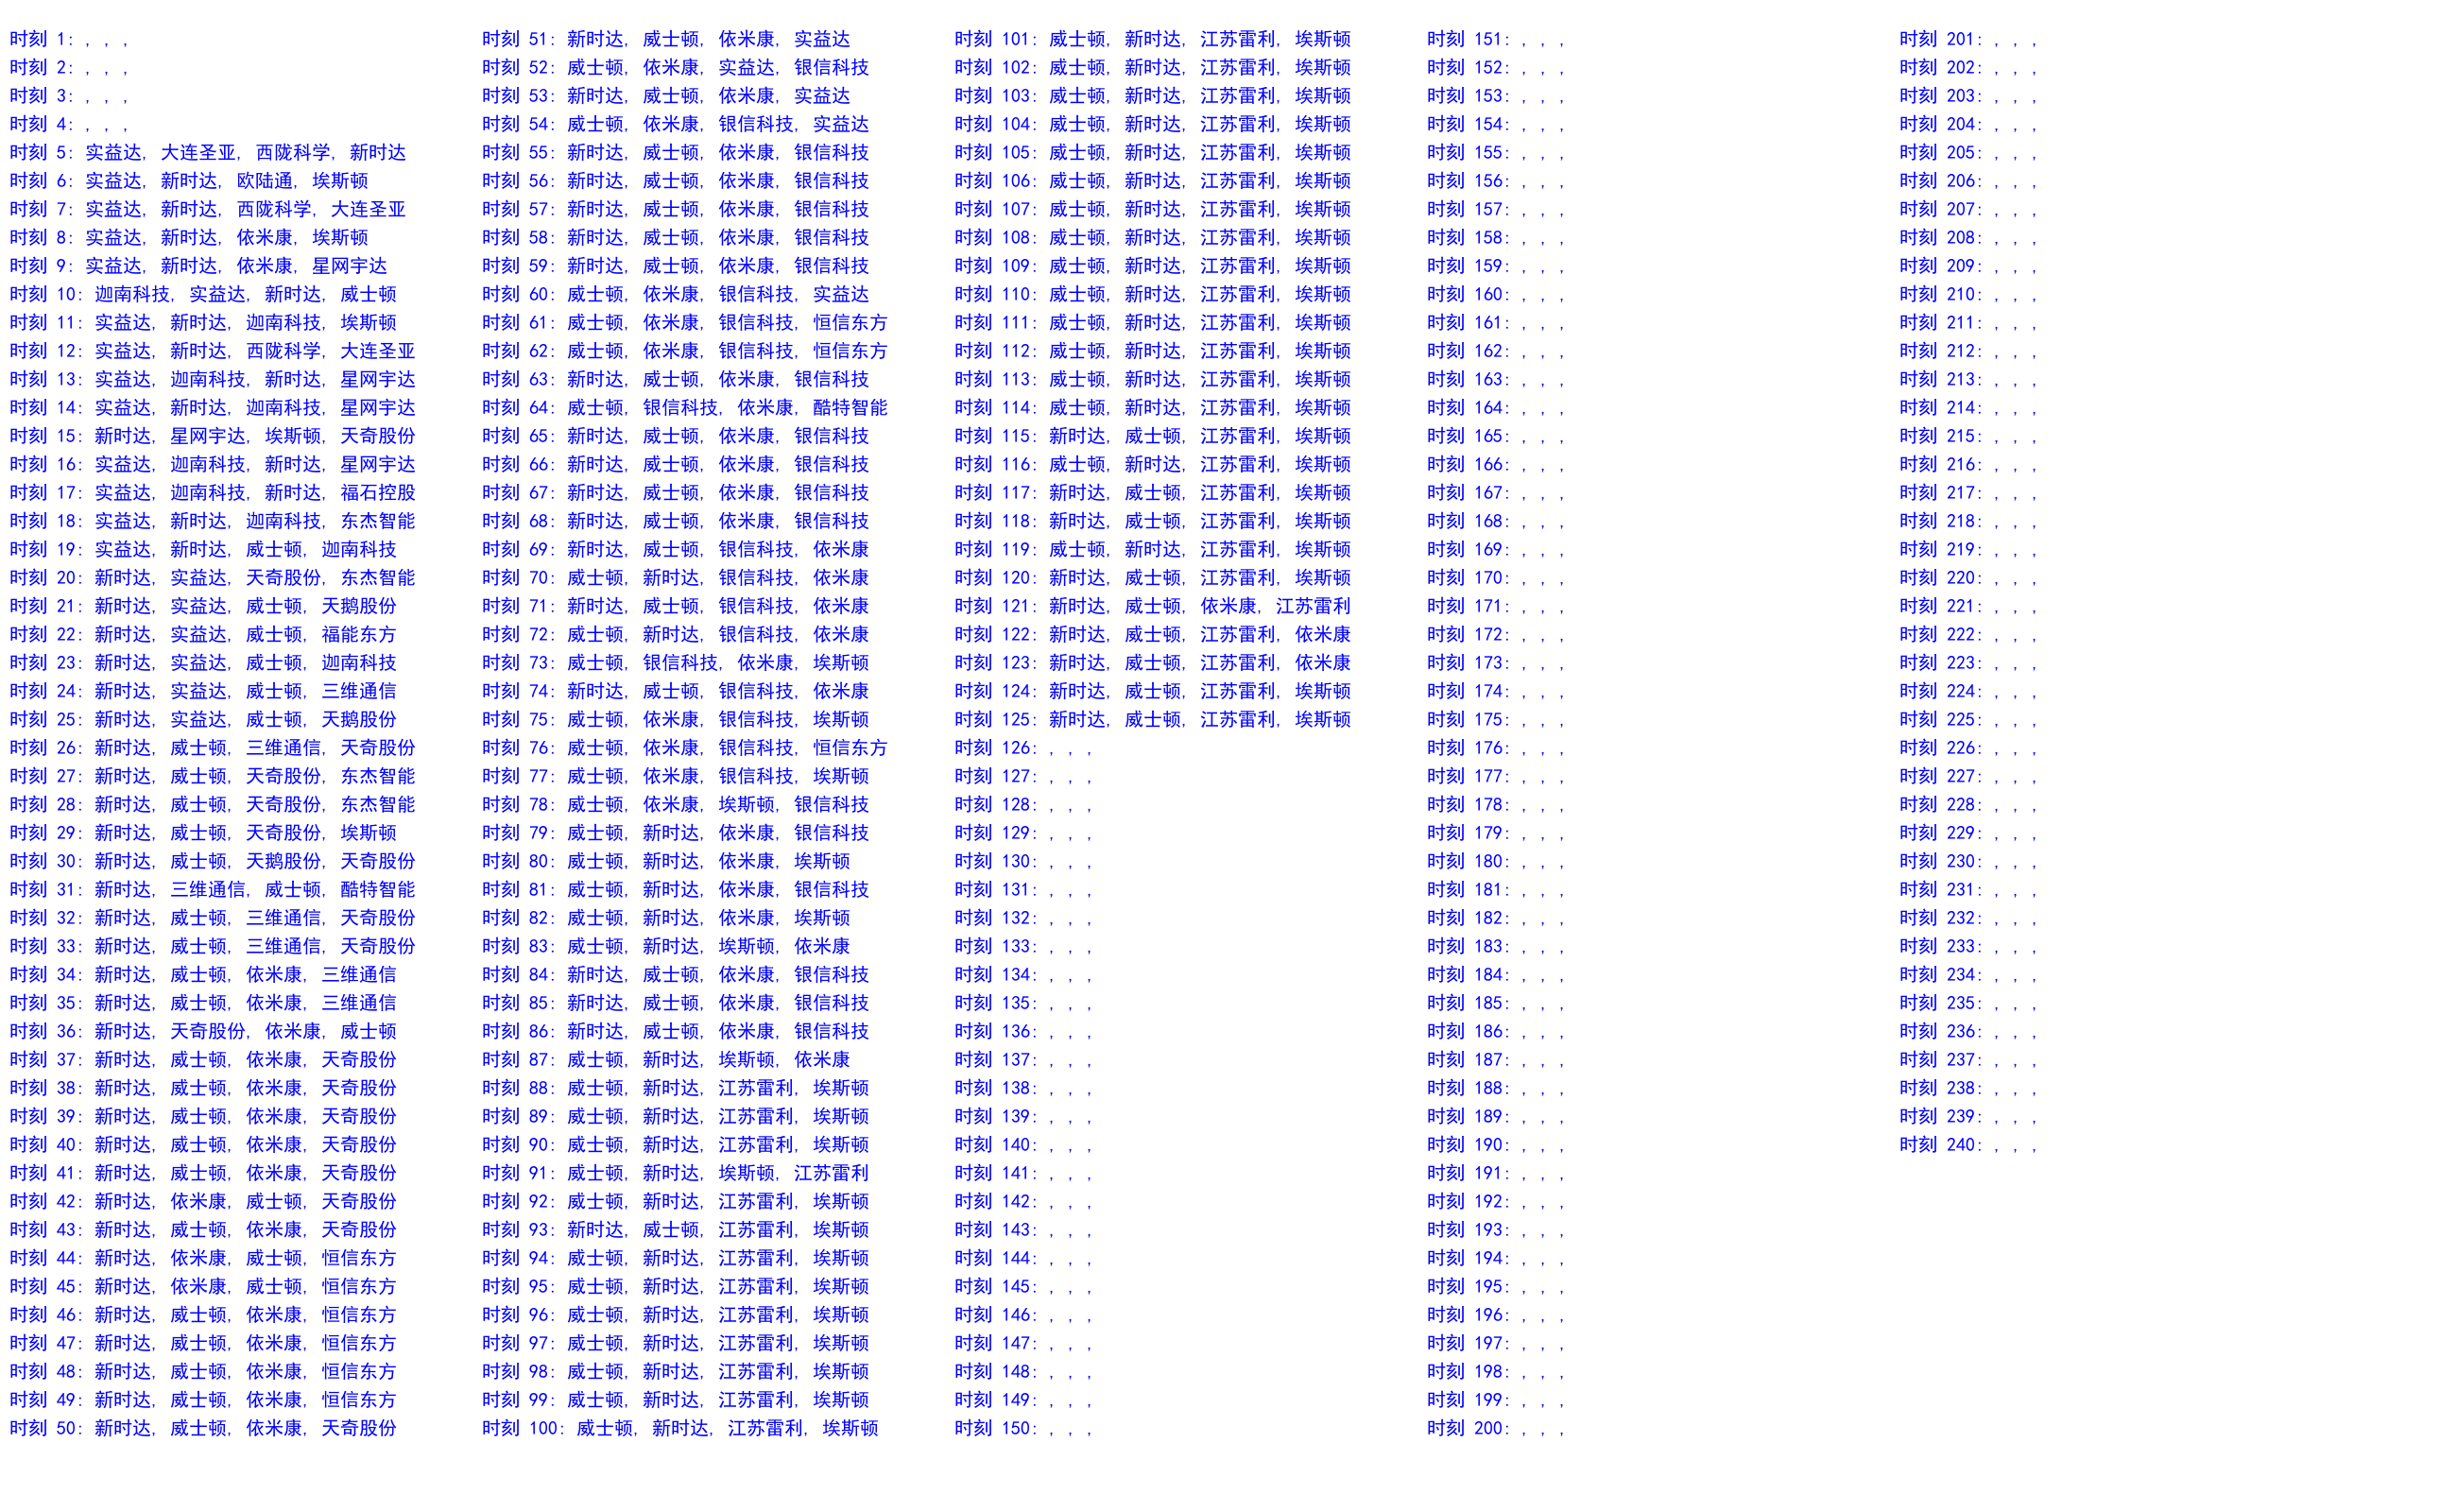 时刻 1: , , ,
时刻 2: , , ,
时刻 3: , , ,
时刻 4: , , ,
时刻 5: 实益达, 大连圣亚, 西陇科学, 新时达
时刻 6: 实益达, 新时达, 欧陆通, 埃斯顿
时刻 7: 实益达, 新时达, 西陇科学, 大连圣亚
时刻 8: 实益达, 新时达, 依米康, 埃斯顿
时刻 9: 实益达, 新时达, 依米康, 星网宇达
时刻 10: 迦南科技, 实益达, 新时达, 威士顿
时刻 11: 实益达, 新时达, 迦南科技, 埃斯顿
时刻 12: 实益达, 新时达, 西陇科学, 大连圣亚
时刻 13: 实益达, 迦南科技, 新时达, 星网宇达
时刻 14: 实益达, 新时达, 迦南科技, 星网宇达
时刻 15: 新时达, 星网宇达, 埃斯顿, 天奇股份
时刻 16: 实益达, 迦南科技, 新时达, 星网宇达
时刻 17: 实益达, 迦南科技, 新时达, 福石控股
时刻 18: 实益达, 新时达, 迦南科技, 东杰智能
时刻 19: 实益达, 新时达, 威士顿, 迦南科技
时刻 20: 新时达, 实益达, 天奇股份, 东杰智能
时刻 21: 新时达, 实益达, 威士顿, 天鹅股份
时刻 22: 新时达, 实益达, 威士顿, 福能东方
时刻 23: 新时达, 实益达, 威士顿, 迦南科技
时刻 24: 新时达, 实益达, 威士顿, 三维通信
时刻 25: 新时达, 实益达, 威士顿, 天鹅股份
时刻 26: 新时达, 威士顿, 三维通信, 天奇股份
时刻 27: 新时达, 威士顿, 天奇股份, 东杰智能
时刻 28: 新时达, 威士顿, 天奇股份, 东杰智能
时刻 29: 新时达, 威士顿, 天奇股份, 埃斯顿
时刻 30: 新时达, 威士顿, 天鹅股份, 天奇股份
时刻 31: 新时达, 三维通信, 威士顿, 酷特智能
时刻 32: 新时达, 威士顿, 三维通信, 天奇股份
时刻 33: 新时达, 威士顿, 三维通信, 天奇股份
时刻 34: 新时达, 威士顿, 依米康, 三维通信
时刻 35: 新时达, 威士顿, 依米康, 三维通信
时刻 36: 新时达, 天奇股份, 依米康, 威士顿
时刻 37: 新时达, 威士顿, 依米康, 天奇股份
时刻 38: 新时达, 威士顿, 依米康, 天奇股份
时刻 39: 新时达, 威士顿, 依米康, 天奇股份
时刻 40: 新时达, 威士顿, 依米康, 天奇股份
时刻 41: 新时达, 威士顿, 依米康, 天奇股份
时刻 42: 新时达, 依米康, 威士顿, 天奇股份
时刻 43: 新时达, 威士顿, 依米康, 天奇股份
时刻 44: 新时达, 依米康, 威士顿, 恒信东方
时刻 45: 新时达, 依米康, 威士顿, 恒信东方
时刻 46: 新时达, 威士顿, 依米康, 恒信东方
时刻 47: 新时达, 威士顿, 依米康, 恒信东方
时刻 48: 新时达, 威士顿, 依米康, 恒信东方
时刻 49: 新时达, 威士顿, 依米康, 恒信东方
时刻 50: 新时达, 威士顿, 依米康, 天奇股份
时刻 51: 新时达, 威士顿, 依米康, 实益达
时刻 52: 威士顿, 依米康, 实益达, 银信科技
时刻 53: 新时达, 威士顿, 依米康, 实益达
时刻 54: 威士顿, 依米康, 银信科技, 实益达
时刻 55: 新时达, 威士顿, 依米康, 银信科技
时刻 56: 新时达, 威士顿, 依米康, 银信科技
时刻 57: 新时达, 威士顿, 依米康, 银信科技
时刻 58: 新时达, 威士顿, 依米康, 银信科技
时刻 59: 新时达, 威士顿, 依米康, 银信科技
时刻 60: 威士顿, 依米康, 银信科技, 实益达
时刻 61: 威士顿, 依米康, 银信科技, 恒信东方
时刻 62: 威士顿, 依米康, 银信科技, 恒信东方
时刻 63: 新时达, 威士顿, 依米康, 银信科技
时刻 64: 威士顿, 银信科技, 依米康, 酷特智能
时刻 65: 新时达, 威士顿, 依米康, 银信科技
时刻 66: 新时达, 威士顿, 依米康, 银信科技
时刻 67: 新时达, 威士顿, 依米康, 银信科技
时刻 68: 新时达, 威士顿, 依米康, 银信科技
时刻 69: 新时达, 威士顿, 银信科技, 依米康
时刻 70: 威士顿, 新时达, 银信科技, 依米康
时刻 71: 新时达, 威士顿, 银信科技, 依米康
时刻 72: 威士顿, 新时达, 银信科技, 依米康
时刻 73: 威士顿, 银信科技, 依米康, 埃斯顿
时刻 74: 新时达, 威士顿, 银信科技, 依米康
时刻 75: 威士顿, 依米康, 银信科技, 埃斯顿
时刻 76: 威士顿, 依米康, 银信科技, 恒信东方
时刻 77: 威士顿, 依米康, 银信科技, 埃斯顿
时刻 78: 威士顿, 依米康, 埃斯顿, 银信科技
时刻 79: 威士顿, 新时达, 依米康, 银信科技
时刻 80: 威士顿, 新时达, 依米康, 埃斯顿
时刻 81: 威士顿, 新时达, 依米康, 银信科技
时刻 82: 威士顿, 新时达, 依米康, 埃斯顿
时刻 83: 威士顿, 新时达, 埃斯顿, 依米康
时刻 84: 新时达, 威士顿, 依米康, 银信科技
时刻 85: 新时达, 威士顿, 依米康, 银信科技
时刻 86: 新时达, 威士顿, 依米康, 银信科技
时刻 87: 威士顿, 新时达, 埃斯顿, 依米康
时刻 88: 威士顿, 新时达, 江苏雷利, 埃斯顿
时刻 89: 威士顿, 新时达, 江苏雷利, 埃斯顿
时刻 90: 威士顿, 新时达, 江苏雷利, 埃斯顿
时刻 91: 威士顿, 新时达, 埃斯顿, 江苏雷利
时刻 92: 威士顿, 新时达, 江苏雷利, 埃斯顿
时刻 93: 新时达, 威士顿, 江苏雷利, 埃斯顿
时刻 94: 威士顿, 新时达, 江苏雷利, 埃斯顿
时刻 95: 威士顿, 新时达, 江苏雷利, 埃斯顿
时刻 96: 威士顿, 新时达, 江苏雷利, 埃斯顿
时刻 97: 威士顿, 新时达, 江苏雷利, 埃斯顿
时刻 98: 威士顿, 新时达, 江苏雷利, 埃斯顿
时刻 99: 威士顿, 新时达, 江苏雷利, 埃斯顿
时刻 100: 威士顿, 新时达, 江苏雷利, 埃斯顿
时刻 101: 威士顿, 新时达, 江苏雷利, 埃斯顿
时刻 102: 威士顿, 新时达, 江苏雷利, 埃斯顿
时刻 103: 威士顿, 新时达, 江苏雷利, 埃斯顿
时刻 104: 威士顿, 新时达, 江苏雷利, 埃斯顿
时刻 105: 威士顿, 新时达, 江苏雷利, 埃斯顿
时刻 106: 威士顿, 新时达, 江苏雷利, 埃斯顿
时刻 107: 威士顿, 新时达, 江苏雷利, 埃斯顿
时刻 108: 威士顿, 新时达, 江苏雷利, 埃斯顿
时刻 109: 威士顿, 新时达, 江苏雷利, 埃斯顿
时刻 110: 威士顿, 新时达, 江苏雷利, 埃斯顿
时刻 111: 威士顿, 新时达, 江苏雷利, 埃斯顿
时刻 112: 威士顿, 新时达, 江苏雷利, 埃斯顿
时刻 113: 威士顿, 新时达, 江苏雷利, 埃斯顿
时刻 114: 威士顿, 新时达, 江苏雷利, 埃斯顿
时刻 115: 新时达, 威士顿, 江苏雷利, 埃斯顿
时刻 116: 威士顿, 新时达, 江苏雷利, 埃斯顿
时刻 117: 新时达, 威士顿, 江苏雷利, 埃斯顿
时刻 118: 新时达, 威士顿, 江苏雷利, 埃斯顿
时刻 119: 威士顿, 新时达, 江苏雷利, 埃斯顿
时刻 120: 新时达, 威士顿, 江苏雷利, 埃斯顿
时刻 121: 新时达, 威士顿, 依米康, 江苏雷利
时刻 122: 新时达, 威士顿, 江苏雷利, 依米康
时刻 123: 新时达, 威士顿, 江苏雷利, 依米康
时刻 124: 新时达, 威士顿, 江苏雷利, 埃斯顿
时刻 125: 新时达, 威士顿, 江苏雷利, 埃斯顿
时刻 126: , , ,
时刻 127: , , ,
时刻 128: , , ,
时刻 129: , , ,
时刻 130: , , ,
时刻 131: , , ,
时刻 132: , , ,
时刻 133: , , ,
时刻 134: , , ,
时刻 135: , , ,
时刻 136: , , ,
时刻 137: , , ,
时刻 138: , , ,
时刻 139: , , ,
时刻 140: , , ,
时刻 141: , , ,
时刻 142: , , ,
时刻 143: , , ,
时刻 144: , , ,
时刻 145: , , ,
时刻 146: , , ,
时刻 147: , , ,
时刻 148: , , ,
时刻 149: , , ,
时刻 150: , , ,
时刻 151: , , ,
时刻 152: , , ,
时刻 153: , , ,
时刻 154: , , ,
时刻 155: , , ,
时刻 156: , , ,
时刻 157: , , ,
时刻 158: , , ,
时刻 159: , , ,
时刻 160: , , ,
时刻 161: , , ,
时刻 162: , , ,
时刻 163: , , ,
时刻 164: , , ,
时刻 165: , , ,
时刻 166: , , ,
时刻 167: , , ,
时刻 168: , , ,
时刻 169: , , ,
时刻 170: , , ,
时刻 171: , , ,
时刻 172: , , ,
时刻 173: , , ,
时刻 174: , , ,
时刻 175: , , ,
时刻 176: , , ,
时刻 177: , , ,
时刻 178: , , ,
时刻 179: , , ,
时刻 180: , , ,
时刻 181: , , ,
时刻 182: , , ,
时刻 183: , , ,
时刻 184: , , ,
时刻 185: , , ,
时刻 186: , , ,
时刻 187: , , ,
时刻 188: , , ,
时刻 189: , , ,
时刻 190: , , ,
时刻 191: , , ,
时刻 192: , , ,
时刻 193: , , ,
时刻 194: , , ,
时刻 195: , , ,
时刻 196: , , ,
时刻 197: , , ,
时刻 198: , , ,
时刻 199: , , ,
时刻 200: , , ,
时刻 201: , , ,
时刻 202: , , ,
时刻 203: , , ,
时刻 204: , , ,
时刻 205: , , ,
时刻 206: , , ,
时刻 207: , , ,
时刻 208: , , ,
时刻 209: , , ,
时刻 210: , , ,
时刻 211: , , ,
时刻 212: , , ,
时刻 213: , , ,
时刻 214: , , ,
时刻 215: , , ,
时刻 216: , , ,
时刻 217: , , ,
时刻 218: , , ,
时刻 219: , , ,
时刻 220: , , ,
时刻 221: , , ,
时刻 222: , , ,
时刻 223: , , ,
时刻 224: , , ,
时刻 225: , , ,
时刻 226: , , ,
时刻 227: , , ,
时刻 228: , , ,
时刻 229: , , ,
时刻 230: , , ,
时刻 231: , , ,
时刻 232: , , ,
时刻 233: , , ,
时刻 234: , , ,
时刻 235: , , ,
时刻 236: , , ,
时刻 237: , , ,
时刻 238: , , ,
时刻 239: , , ,
时刻 240: , , ,